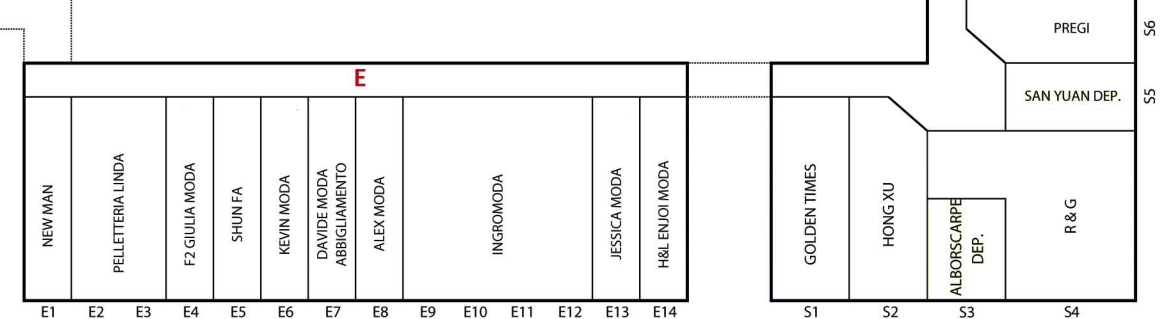 PREGI
S6
E
SAN YUAN DEP.
S5
NEW MAN
PELLETTERIA LINDA
F2 GIULIA MODA
SHUN FA
KEVIN MODA
DAVIDE MODA
ABBIGLIAMENTO
ALEX MODA
INGROMODA
JESSICA MODA
H&L ENJOI MODA
GOLDEN TIMES
HONG XU
ALBORSCARPE
DEP.
R & G
E1 E2 E3 E4 E5 E6 E7 E8 E9 E10 E11 E12 E13 E14 S1 S2 S3 S4